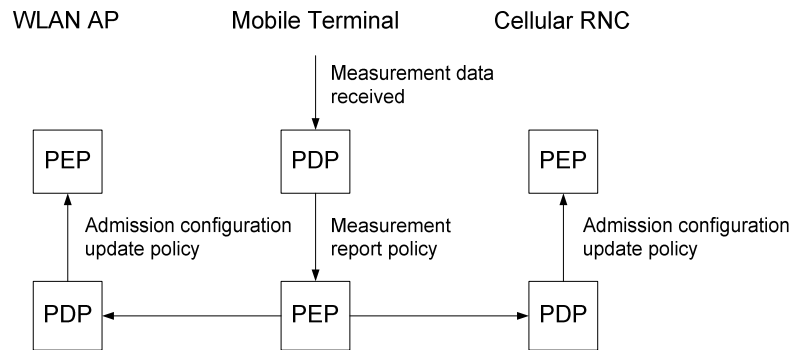 WLAN AP
Mobile Terminal
Cellular RNC
Measurement data
received
PEP
PDP
PEP
Admission configuration
update policy
Measurement
report policy
Admission configuration
update policy
PDP
PEP
PDP